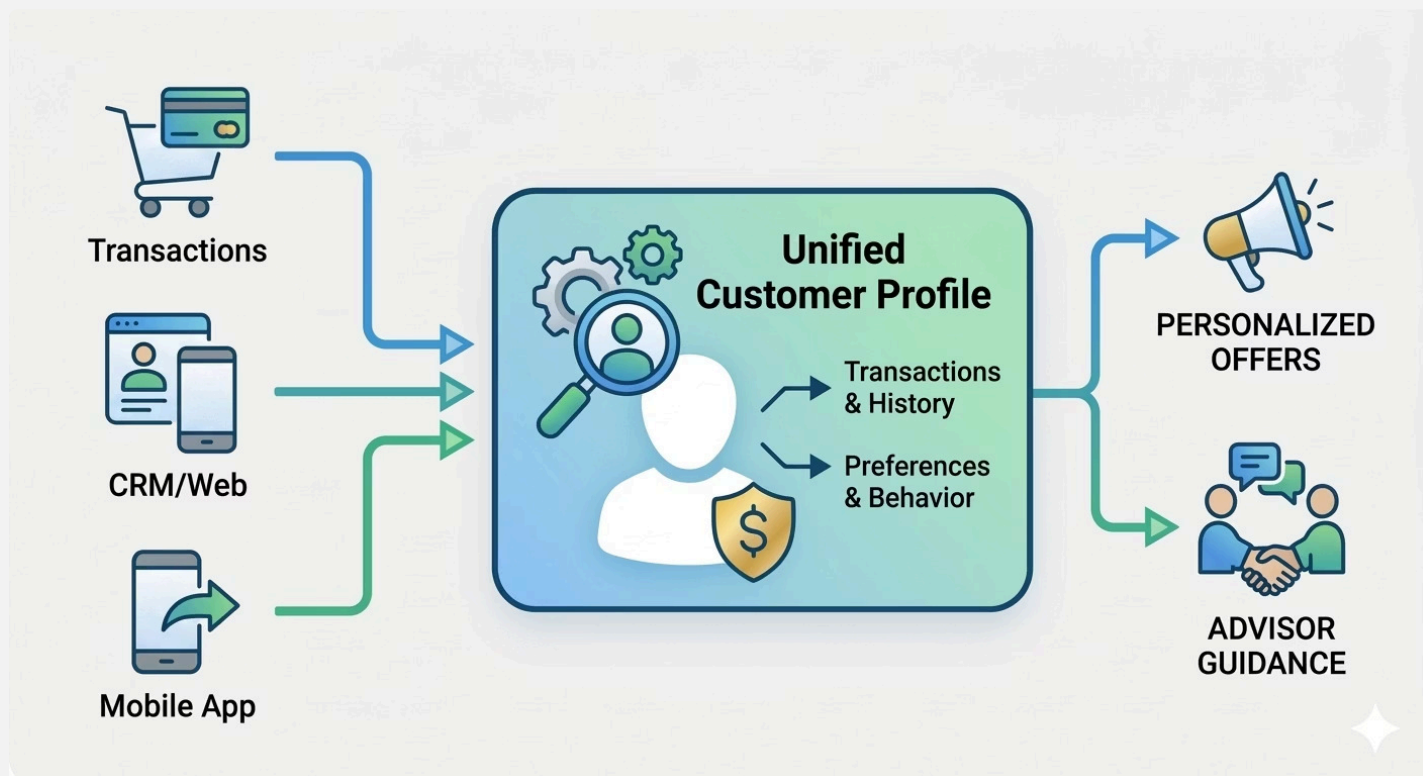 Transactions
CRM/Web
Mobile App
Unified
Customer Profile
Transactions
& History
Preferences
& Behavior
$
PERSONALIZED
OFFERS
ADVISOR
GUIDANCE